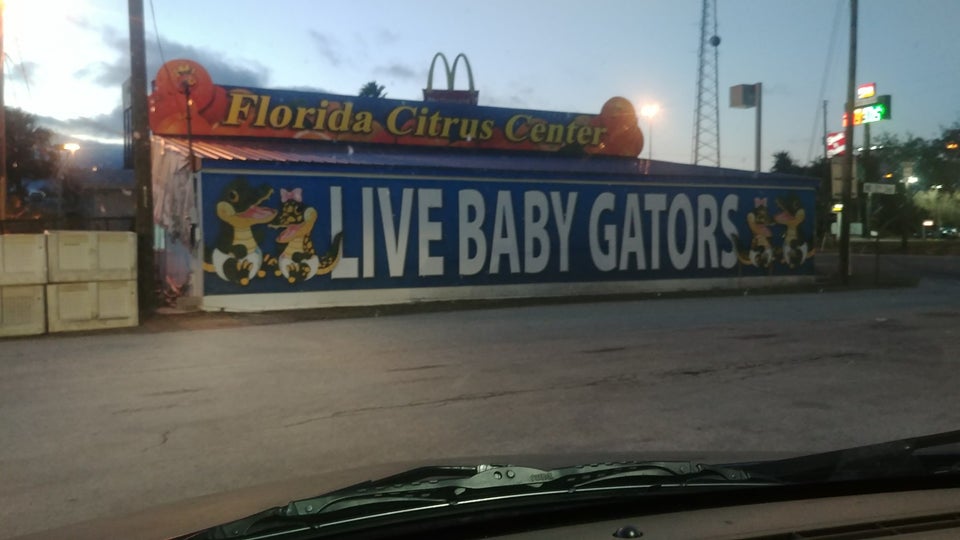 Florida Citrus Center
LIVE BABY GATORS